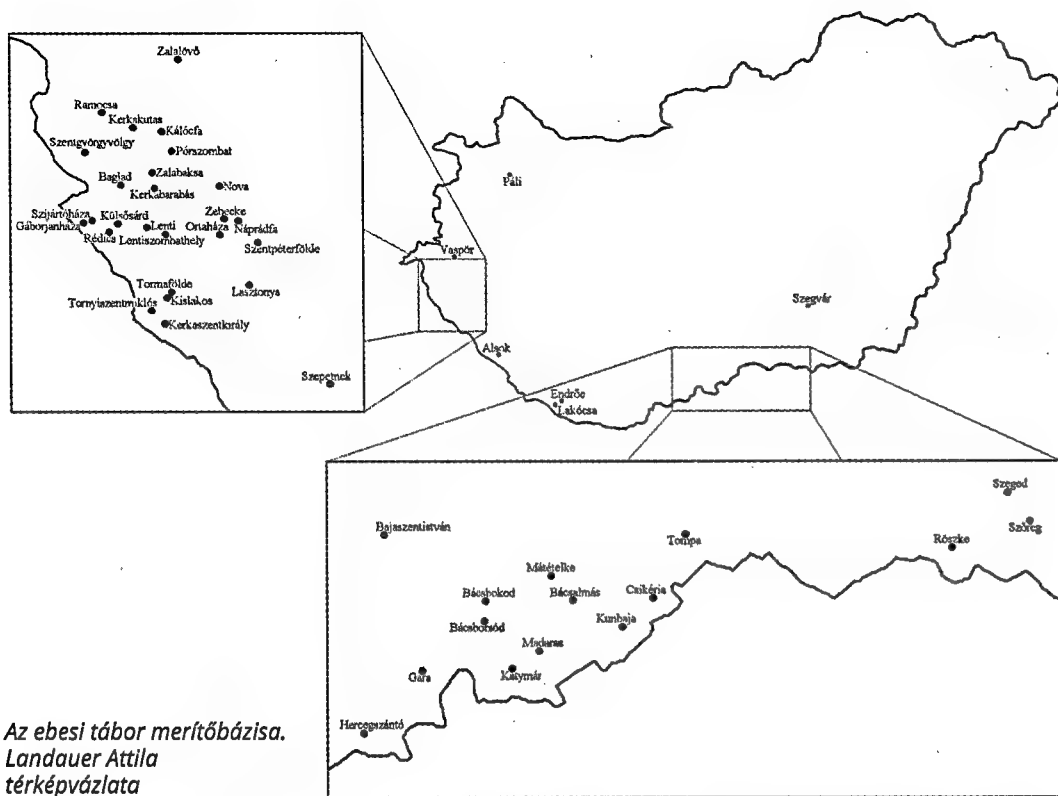 Zalalövő
Ramocsa
Kerkakutas
Kálócfa
Szentgyörgyvölgy
Pórszombat
Zalabaksa
Baglad
Kerkabarabás
Nova
Szijártóháza
Külsősárd
Zebecke
Gáborjánháza
Lenti
Ortaháza
Náprádfa
Rédics
Lentiszombathely
Szentpéterfölde
Tormafölde
Lasztonya
Kislakos
Tornyiszentmiklós
Kerkaszentkirály
Szepetnek
Páli
Vaspör
Szegvár
Alsok
Endrőc
Lakócsa
Szeged
Bajaszentistván
Tompa
Szőreg
Röszke
Mátételke
Bácsbokod
Bácsalmás
Csikéria
Bácsborsód
Kunbaja
Madaras
Gara
Katymár
Hercegszántó
Az ebesi tábor merítőbázisa.
Landauer Attila
térképvázlata